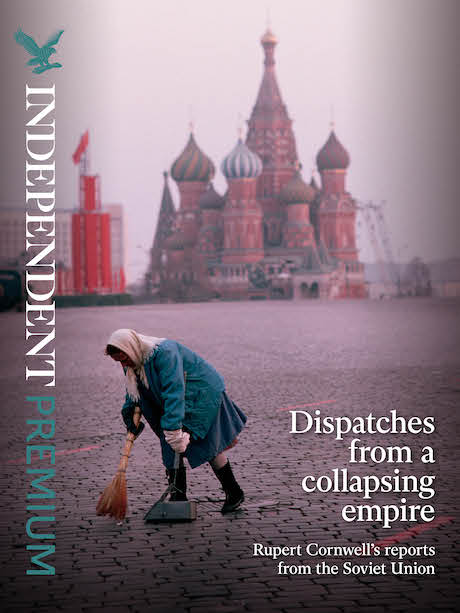 INDEPENDENT PREMIUM
Dispatches
from a
collapsing
empire
Rupert Cornwell's reports
from the Soviet Union